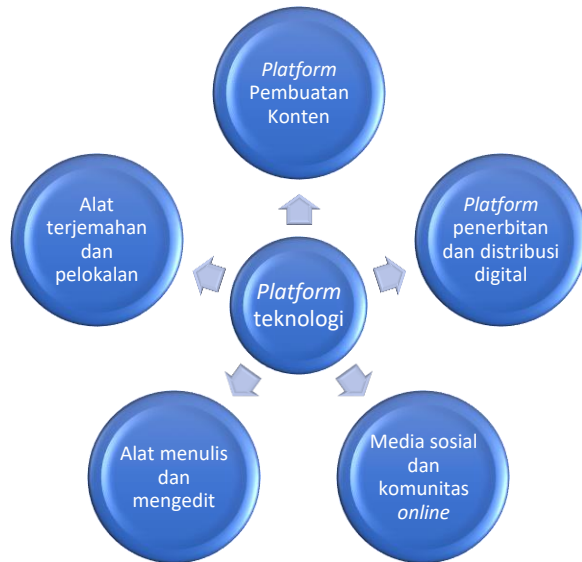 Platform
Pembuatan
Konten
Alat
terjemahan
dan
pelokalan
Platform
penerbitan
dan distribusi
digital
Platform
teknologi
Alat menulis
dan
mengedit
Media sosial
dan
komunitas
online